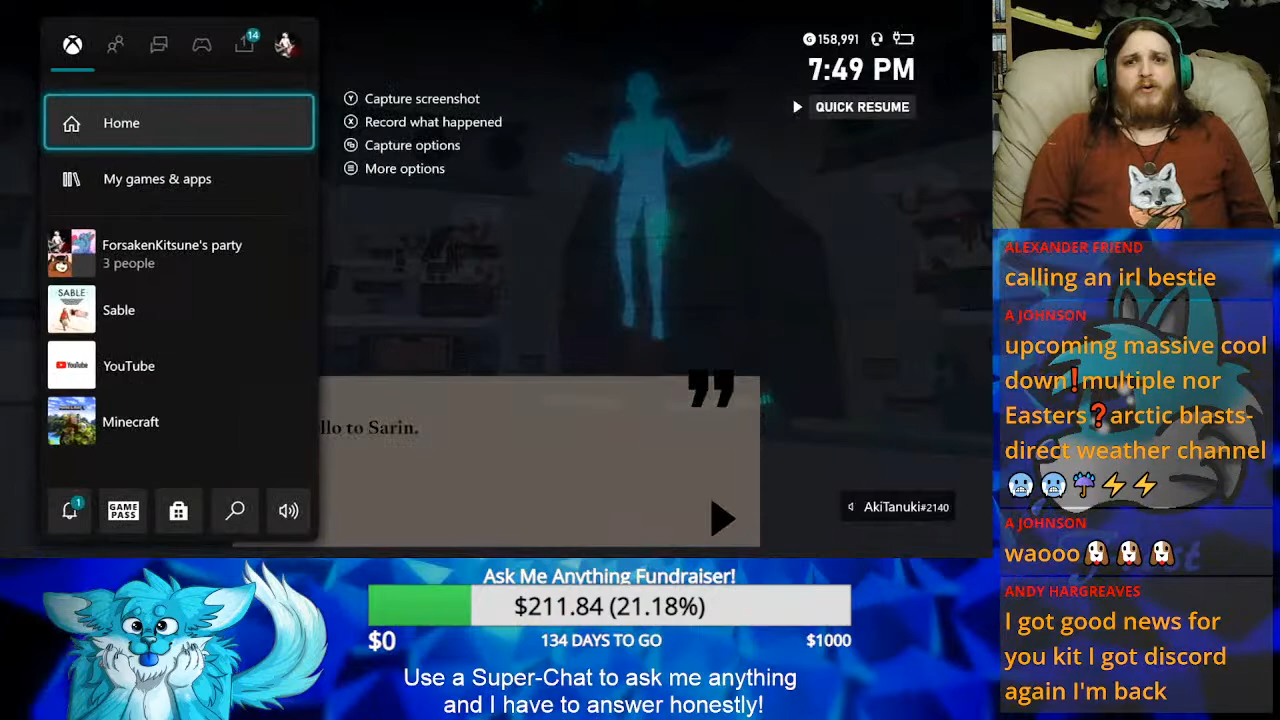 14
Home
My games & apps
ForsakenKitsune's party
3 people
SABLE
Sable
YouTube
YouTube
Minecraft
1
GAME
PASS
Capture screenshot
Record what happened
Capture options
More options
G 158,991
7:49 PM
QUICK RESUME
llo to Sarin.
AkiTanuki#2140
ALEXANDER FRIEND
calling an irl bestie
A JOHNSON
upcoming massive cool
down❗multiple nor
Easters❓arctic blasts-
direct weather channel
🥶🥶☔⚡⚡
A JOHNSON
waooo🐶🐶🐶
ANDY HARGREAVES
I got good news for
you kit I got discord
again I'm back
Ask Me Anything Fundraiser!
$211.84 (21.18%)
$0
134 DAYS TO GO
$1000
Use a Super-Chat to ask me anything
and I have to answer honestly!